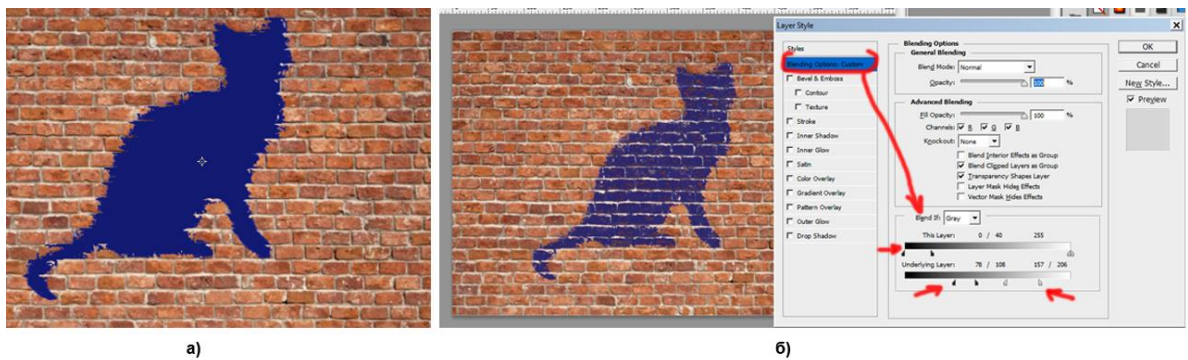 Layer Style
Styles
Blending Options: Custom
Bevel & Emboss
Contour
Texture
Stroke
Inner Shadow
Inner Glow
Satin
Color Overlay
Gradient Overlay
Pattern Overlay
Outer Glow
Drop Shadow
Blending Options
General Blending
Blend Mode: Normal
Opacity: 100 %
Advanced Blending
Fill Opacity: 100 %
Channels: R G B
Knockout: None
Blend Interior Effects as Group
Blend Clipped Layers as Group
Transparency Shapes Layer
Layer Mask Hides Effects
Vector Mask Hides Effects
Blend If: Gray
This Layer: 0 / 40 255
Underlying Layer: 78 / 108 157 / 206
OK
Cancel
New Style...
Preview
а)
б)